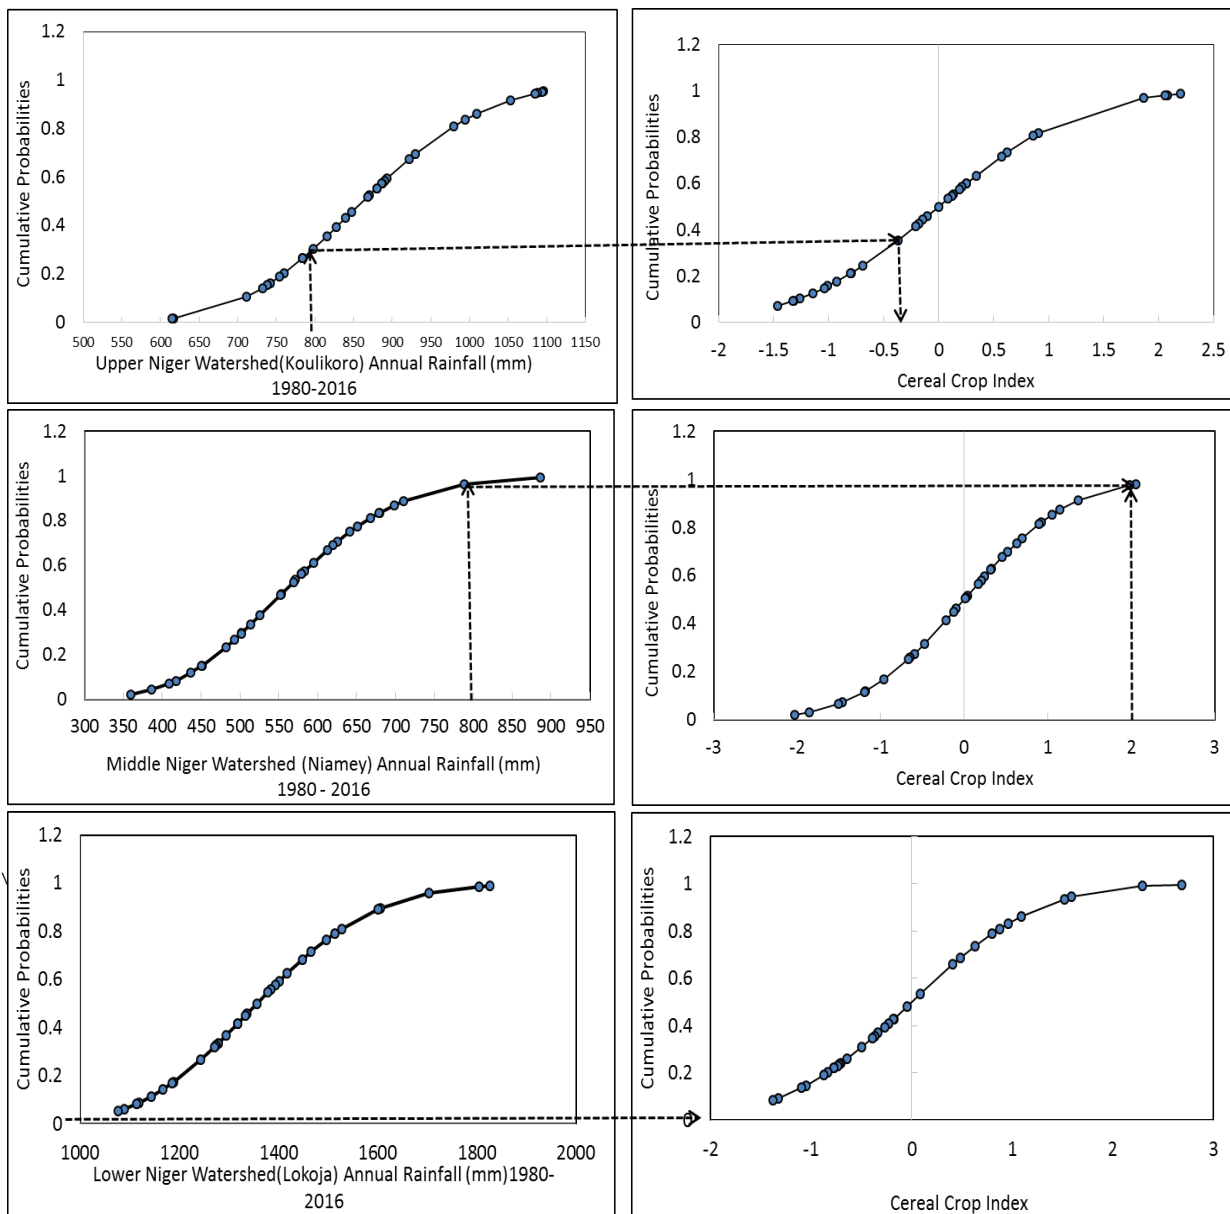 1.2
1
0.8
0.6
0.4
0.2
0
Cumulative Probabilities
500 550 600 650 700 750 800 850 900 950 1000 1050 1100 1150
Upper Niger Watershed(Koulikoro) Annual Rainfall (mm)
1980-2016
1.2
1
0.8
0.6
0.4
0.2
0
Cumulative Probabilities
-2 -1.5 -1 -0.5 0 0.5 1 1.5 2 2.5
Cereal Crop Index
1.2
1
0.8
0.6
0.4
0.2
0
Cumulative Probabilities
300 350 400 450 500 550 600 650 700 750 800 850 900 950
Middle Niger Watershed (Niamey) Annual Rainfall (mm)
1980 - 2016
1.2
1
0.8
0.6
0.4
0.2
0
Cumulative Probabilities
-3 -2 -1 0 1 2 3
Cereal Crop Index
\
1.2
1
0.8
0.6
0.4
0.2
0
Cumulative Probabilities
1000 1200 1400 1600 1800 2000
Lower Niger Watershed(Lokoja) Annual Rainfall (mm)1980-
2016
1.2
1
0.8
0.6
0.4
0.2
0
Cumulative Probabilities
-2 -1 0 1 2 3
Cereal Crop Index